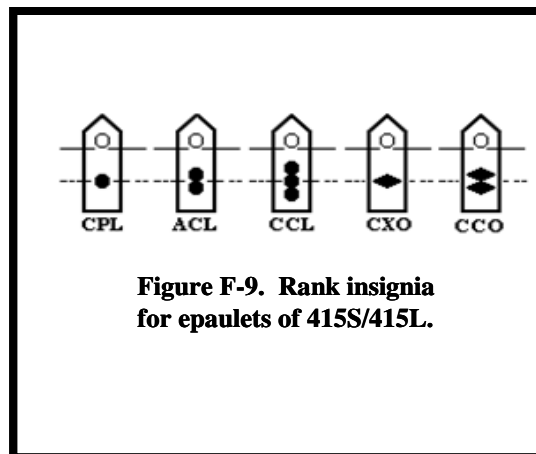 CPL ACL CCL CXO CCO
Figure F-9. Rank insignia
for epaulets of 415S/415L.